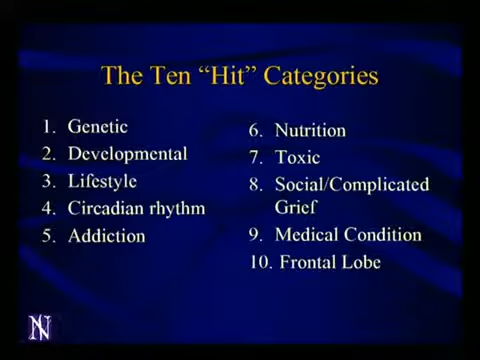 The Ten “Hit” Categories
1. Genetic
2. Developmental
3. Lifestyle
4. Circadian rhythm
5. Addiction
6. Nutrition
7. Toxic
8. Social/Complicated
Grief
9. Medical Condition
10. Frontal Lobe
N